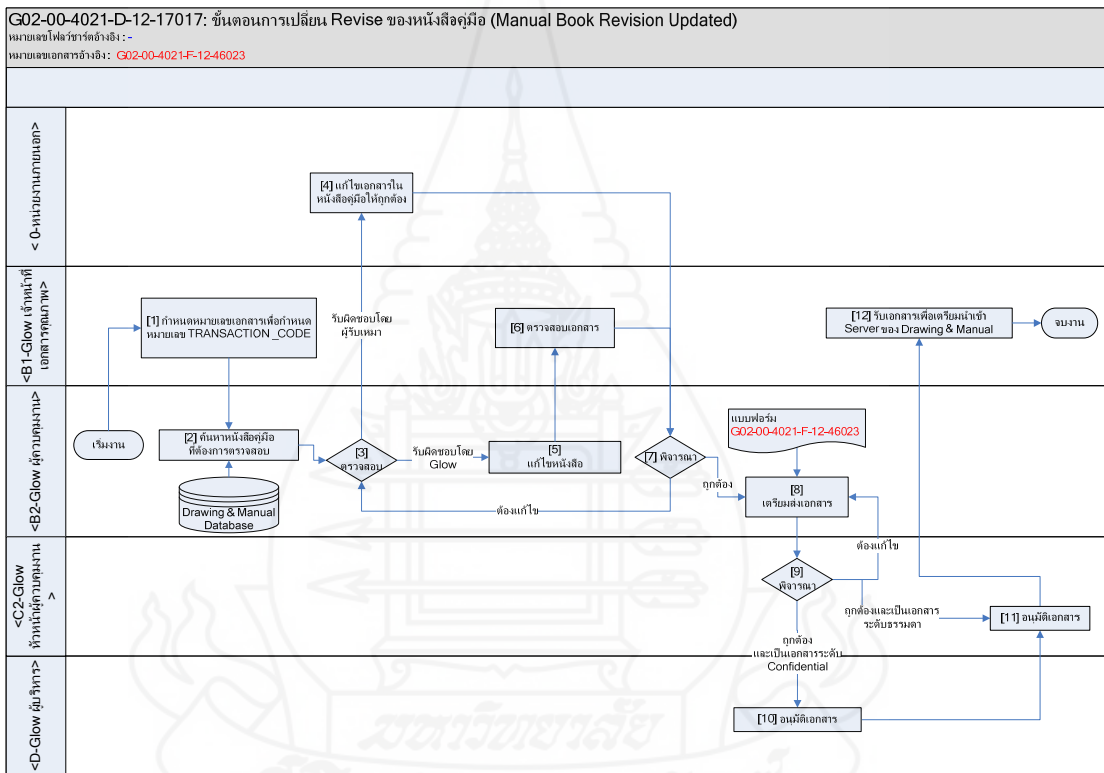 G02-00-4021-D-12-17017: ขั้นตอนการเปลี่ยน Revise ของหนังสือคู่มือ (Manual Book Revision Updated)
หมายเลขโฟลว์ชาร์ตอ้างอิง: -
หมายเลขเอกสารอ้างอิง: G02-00-4021-F-12-46023
< 0-หน่วยงานภายนอก>
[4] แก้ไขเอกสารใน
หนังสือคู่มือให้ถูกต้อง
<B1-Glow เจ้าหน้าที่
เอกสารคุณภาพ>
[1] กำหนดหมายเลขเอกสารเพื่อกำหนด
หมายเลข TRANSACTION_CODE
รับผิดชอบโดย
ผู้รับเหมา
[6] ตรวจสอบเอกสาร
[12] รับเอกสารเพื่อเตรียมนำเข้า
Server ของ Drawing & Manual
จบงาน
<B2-Glow ผู้ควบคุมงาน>
เริ่มงาน
[2] ค้นหาหนังสือคู่มือ
ที่ต้องการตรวจสอบ
Drawing & Manual
Database
[3]
ตรวจสอบ
รับผิดชอบโดย
Glow
[5]
แก้ไขหนังสือ
[7] พิจารณา
ถูกต้อง
ต้องแก้ไข
แบบฟอร์ม
G02-00-4021-F-12-46023
[8]
เตรียมส่งเอกสาร
ต้องแก้ไข
<C2-Glow
หัวหน้าผู้ควบคุมงาน
>
[9]
พิจารณา
ถูกต้องและเป็นเอกสาร
ระดับธรรมดา
[11] อนุมัติเอกสาร
ถูกต้อง
และเป็นเอกสารระดับ
Confidential
<D-Glow ผู้บริหาร>
[10] อนุมัติเอกสาร